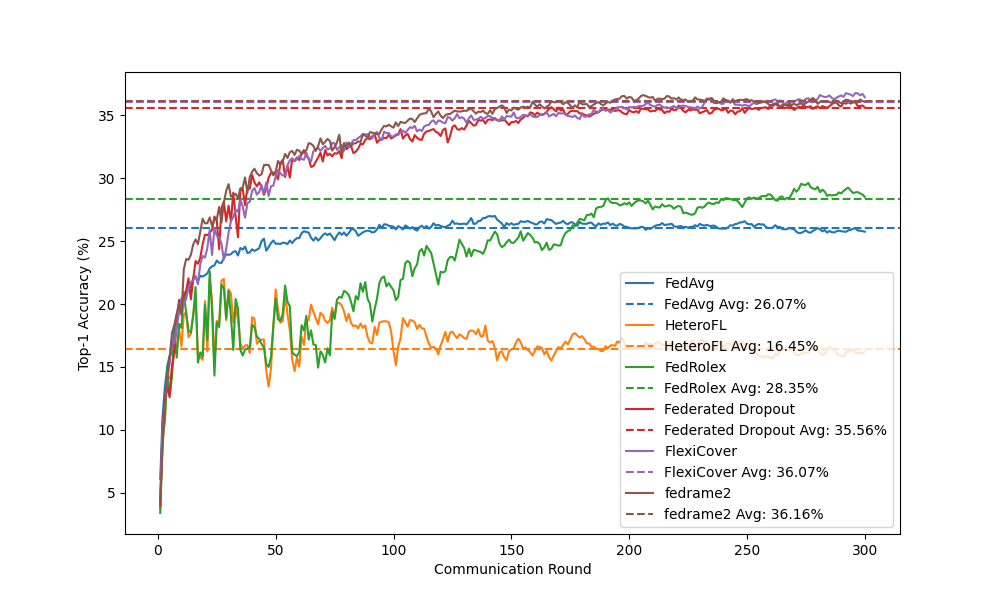 Top-1 Accuracy (%)
35
30
25
20
15
10
5
0
50
100
150
200
250
300
Communication Round
FedAvg
FedAvg Avg: 26.07%
HeteroFL
HeteroFL Avg: 16.45%
FedRolex
FedRolex Avg: 28.35%
Federated Dropout
Federated Dropout Avg: 35.56%
FlexiCover
FlexiCover Avg: 36.07%
fedrame2
fedrame2 Avg: 36.16%